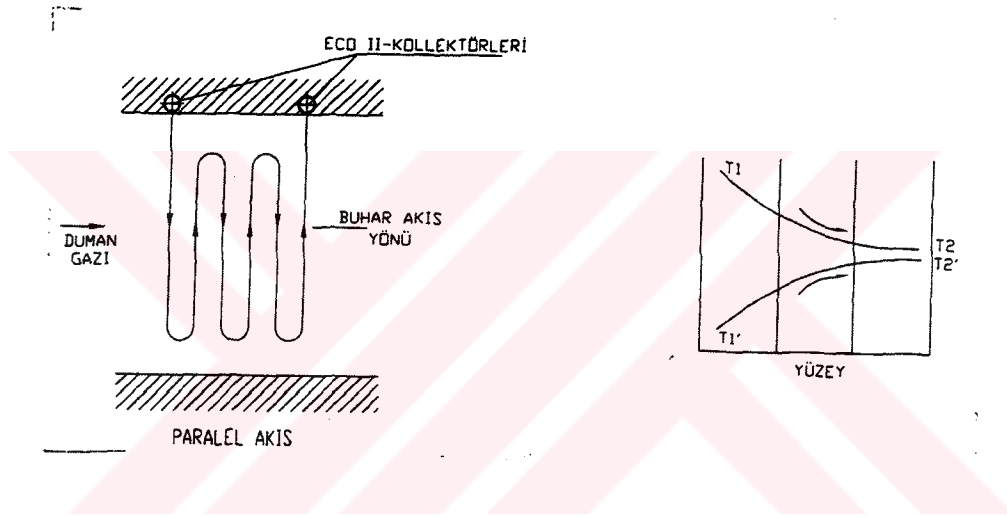 ECO II-KOLLEKTÖRLERİ
DUMAN
GAZI
BUHAR AKIS
YÖNÜ
PARALEL AKIS
T1
T2
T2'
T1'
YÜZEY